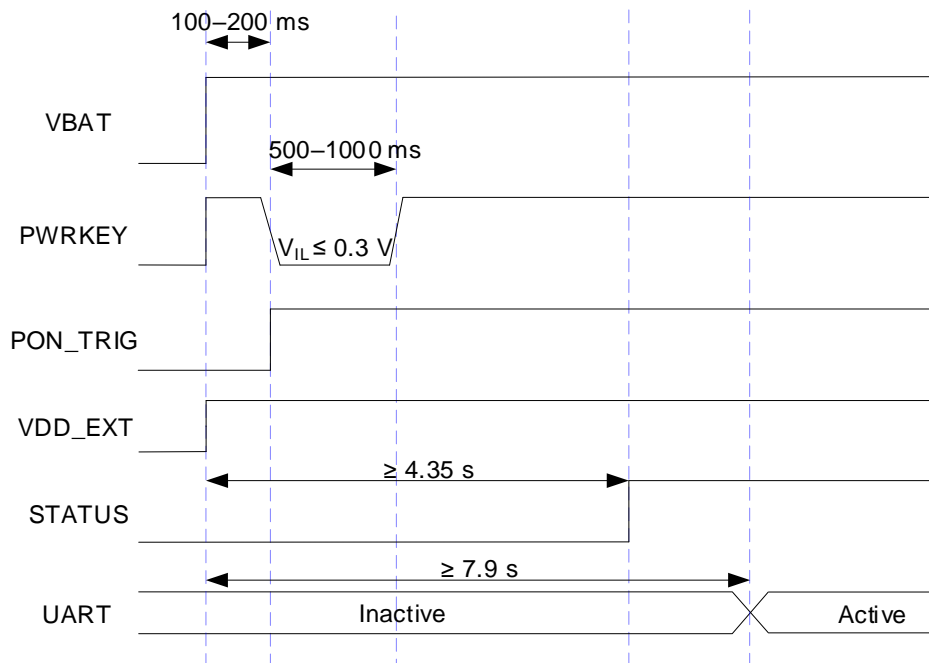 100–200 ms
VBAT
500–1000 ms
PWRKEY
VIL ≤ 0.3 V
PON_TRIG
VDD_EXT
≥ 4.35 s
STATUS
≥ 7.9 s
UART
Inactive
Active